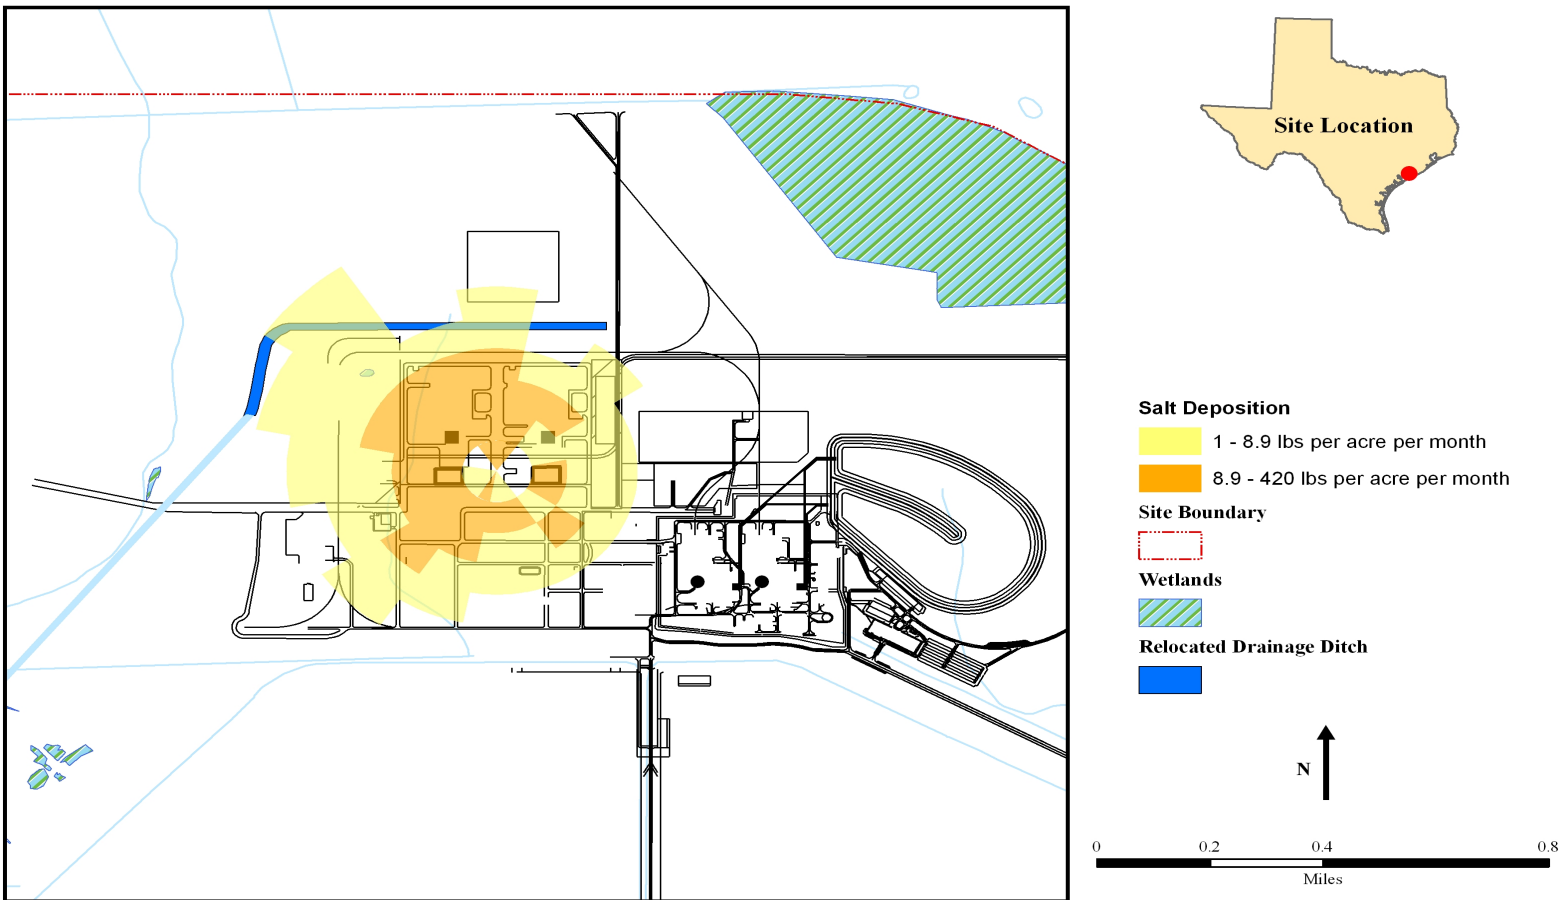 Site Location
Salt Deposition
1 - 8.9 lbs per acre per month
8.9 - 420 lbs per acre per month
Site Boundary
Wetlands
Relocated Drainage Ditch
N
0 0.2 0.4 0.8
Miles